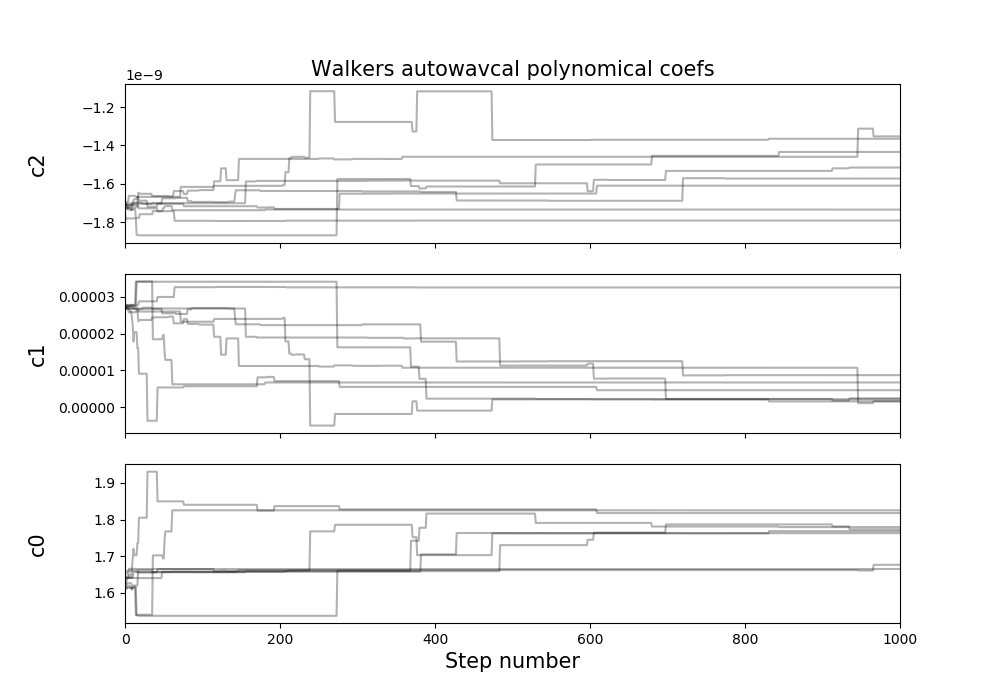 Walkers autowavcal polynomical coefs
1e−9
−1.2
−1.4
−1.6
−1.8
c2
0.00003
0.00002
0.00001
0.00000
c1
1.9
1.8
1.7
1.6
c0
0 200 400 600 800 1000
Step number